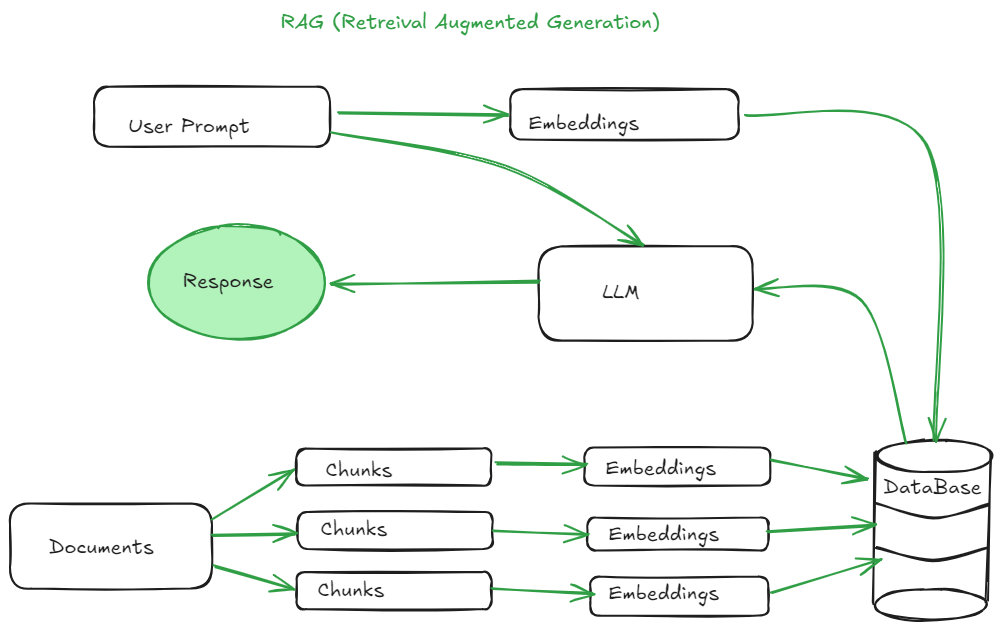 RAG (Retreival Augmented Generation)
User Prompt
Embeddings
Response
LLM
Chunks
Embeddings
DataBase
Chunks
Embeddings
Documents
Chunks
Embeddings